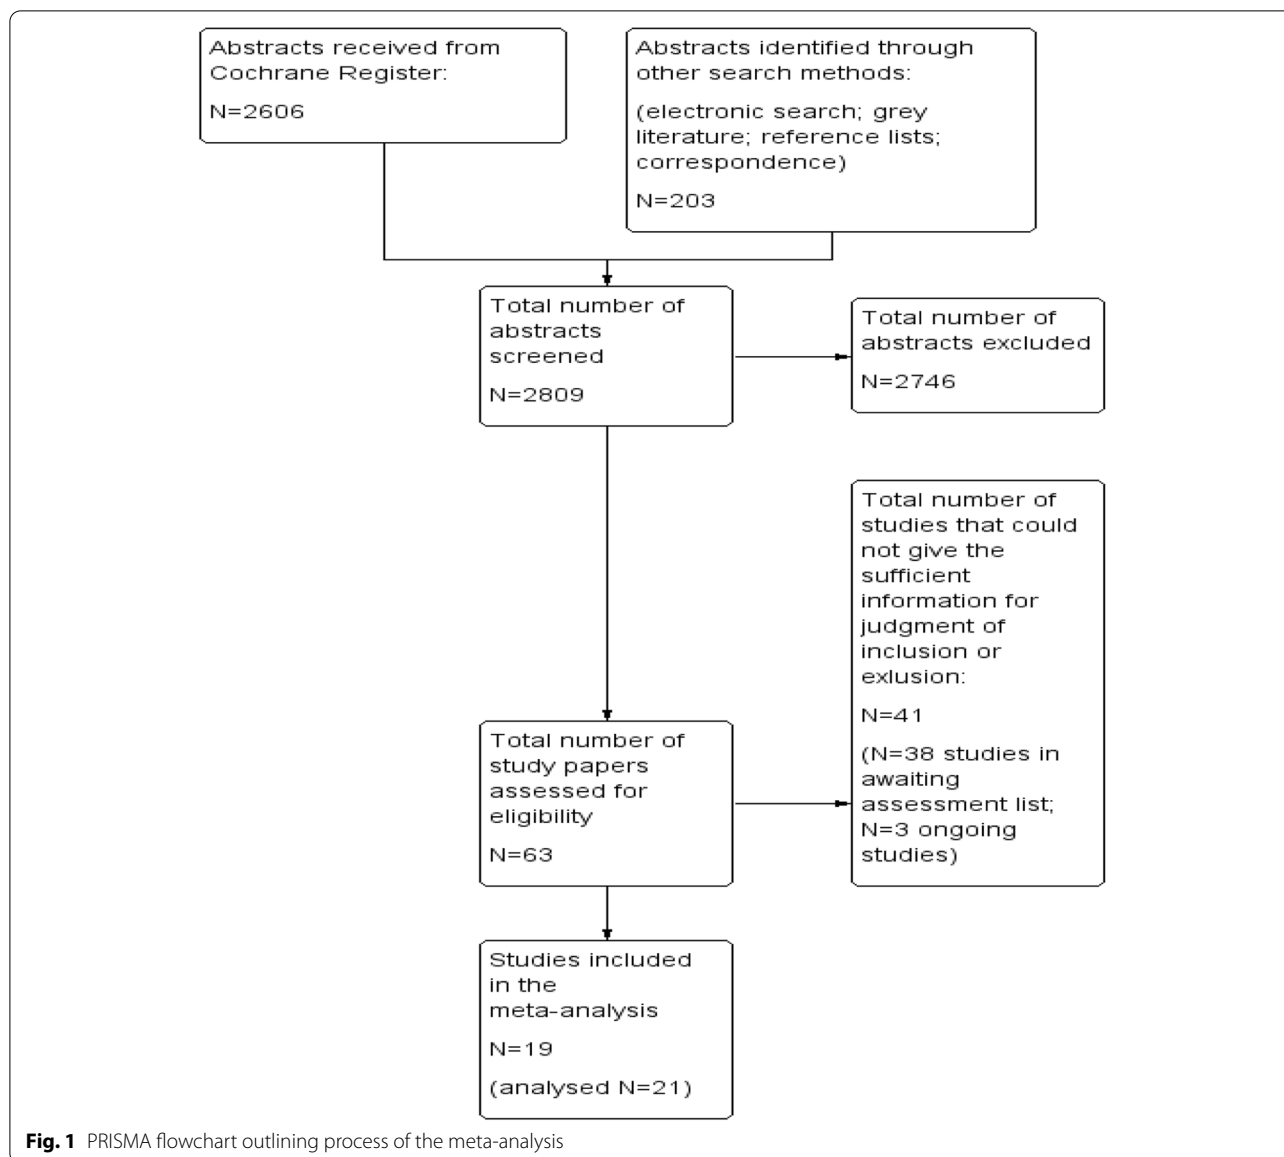 Abstracts received from
Cochrane Register:
N=2606
Abstracts identified through
other search methods:
(electronic search; grey
literature; reference lists;
correspondence)
N=203
Total number of
abstracts
screened
N=2809
Total number of
abstracts excluded
N=2746
Total number of
studies that could
not give the
sufficient
information for
judgment of
inclusion or
exlusion:
N=41
(N=38 studies in
awaiting
assessment list;
N=3 ongoing
studies)
Total number of
study papers
assessed for
eligibility
N=63
Studies included
in the
meta-analysis
N=19
(analysed N=21)
Fig. 1 PRISMA flowchart outlining process of the meta-analysis